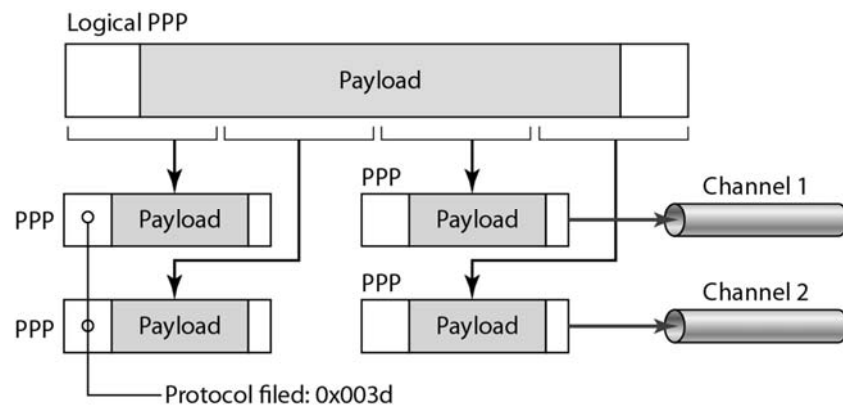 Logical PPP
Payload
PPP
Channel 1
PPP
Payload
Payload
PPP
Channel 2
PPP
Payload
Payload
Protocol filed: 0x003d